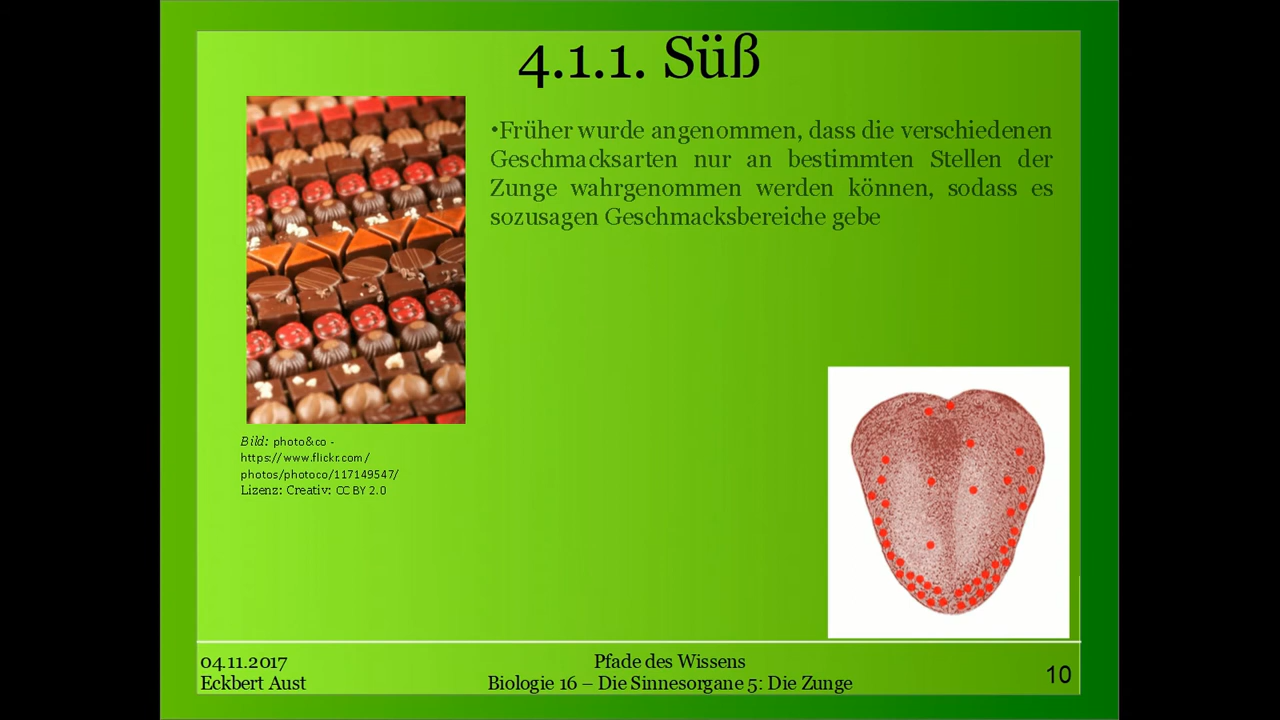 4.1.1. Süß
•Früher wurde angenommen, dass die verschiedenen
Geschmacksarten nur an bestimmten Stellen der
Zunge wahrgenommen werden können, sodass es
sozusagen Geschmacksbereiche gebe
Bild: photo&co -
https://www.flickr.com/
photos/photoco/117149547/
Lizenz: Creativ: CC BY 2.0
04.11.2017
Eckbert Aust
Pfade des Wissens
Biologie 16 – Die Sinnesorgane 5: Die Zunge
10